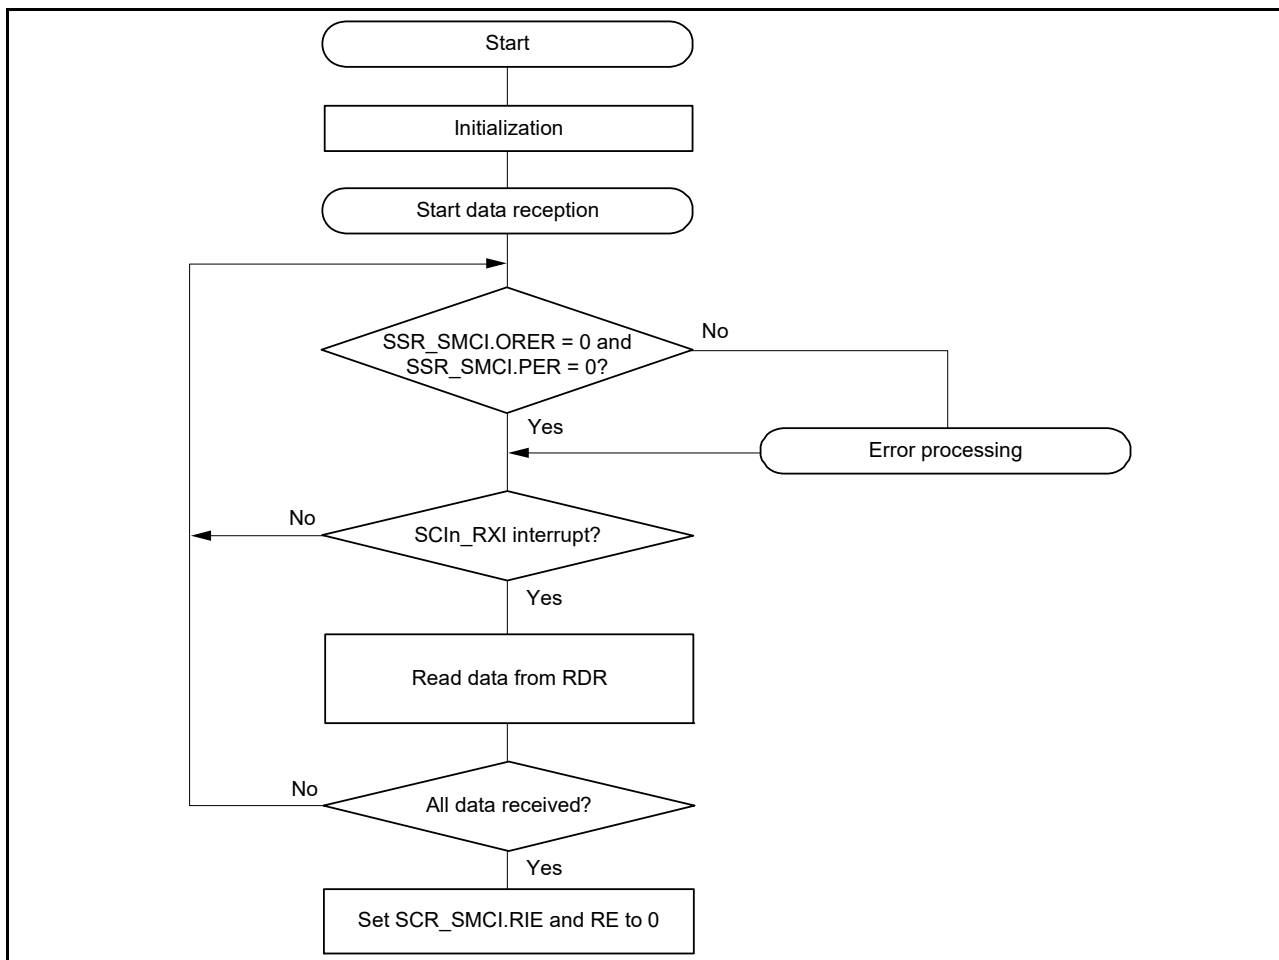 Start
Initialization
Start data reception
SSR_SMCI.ORER = 0 and
SSR_SMCI.PER = 0?
No
Yes
Error processing
SCIn_RXI interrupt?
No
Yes
Read data from RDR
All data received?
No
Yes
Set SCR_SMCI.RIE and RE to 0